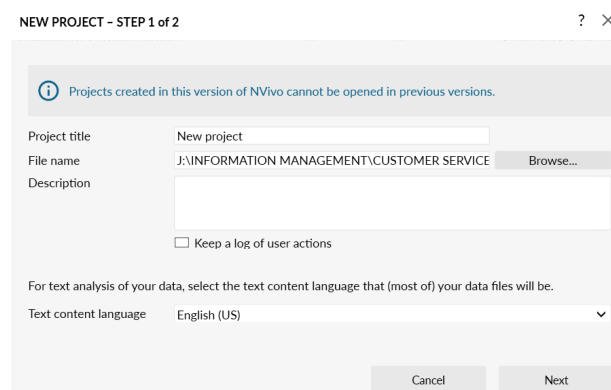 NEW PROJECT – STEP 1 of 2 ?
Projects created in this version of NVivo cannot be opened in previous versions.
Project title New project
File name J:\INFORMATION MANAGEMENT\CUSTOMER SERVICE Browse...
Description
Keep a log of user actions
For text analysis of your data, select the text content language that (most of) your data files will be.
Text content language English (US)
Cancel Next